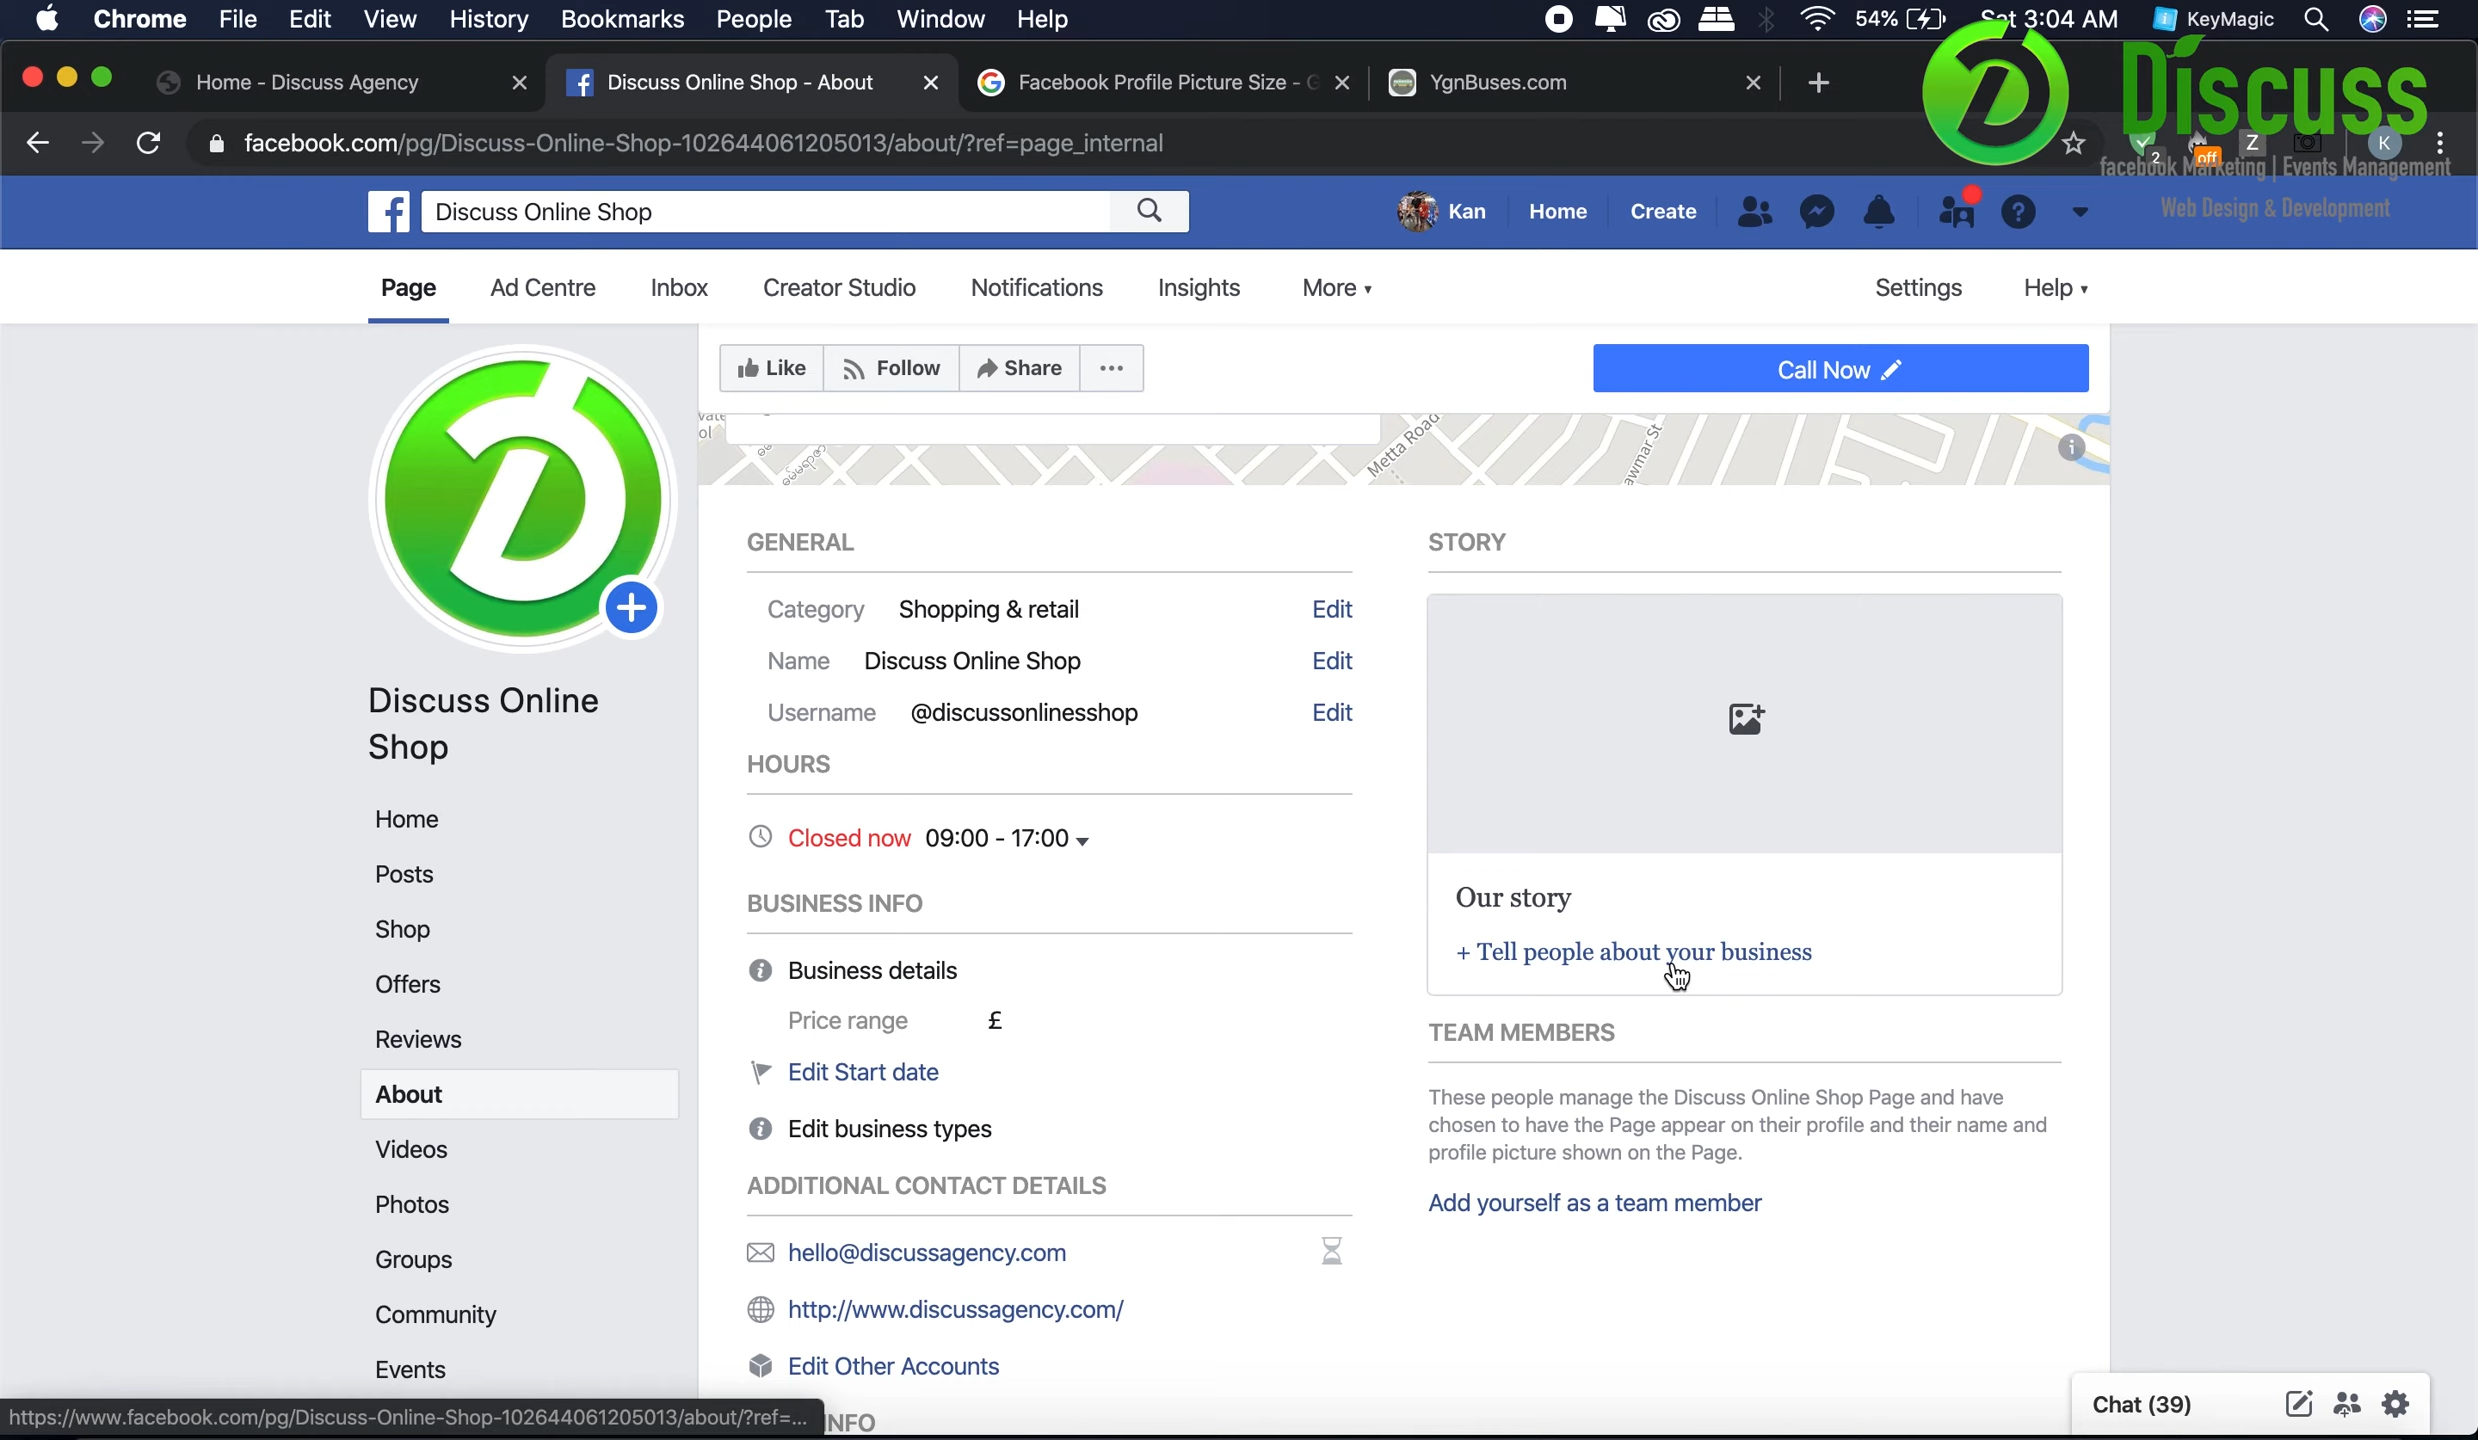 Chrome File Edit View History Bookmarks People Tab Window Help 54% Sat 3:04 AM KeyMagic
Home - Discuss Agency Discuss Online Shop - About Facebook Profile Picture Size - G YgnBuses.com
Discuss
facebook.com/pg/Discuss-Online-Shop-102644061205013/about/?ref=page_internal 2 off Z K
facebook Marketing | Events Management
Web Design & Development
Discuss Online Shop Kan Home Create
Page Ad Centre Inbox Creator Studio Notifications Insights More Settings Help
Like Follow Share Call Now
Metta Road
GENERAL
Category Shopping & retail Edit
Name Discuss Online Shop Edit
Username @discussonlinesshop Edit
HOURS
Closed now 09:00 - 17:00
BUSINESS INFO
Business details
Price range £
Edit Start date
Edit business types
ADDITIONAL CONTACT DETAILS
hello@discussagency.com
http://www.discussagency.com/
Edit Other Accounts
INFO
STORY
Our story
+ Tell people about your business
TEAM MEMBERS
These people manage the Discuss Online Shop Page and have
chosen to have the Page appear on their profile and their name and
profile picture shown on the Page.
Add yourself as a team member
Discuss Online
Shop
Home
Posts
Shop
Offers
Reviews
About
Videos
Photos
Groups
Community
Events
https://www.facebook.com/pg/Discuss-Online-Shop-102644061205013/about/?ref=...
Chat (39)